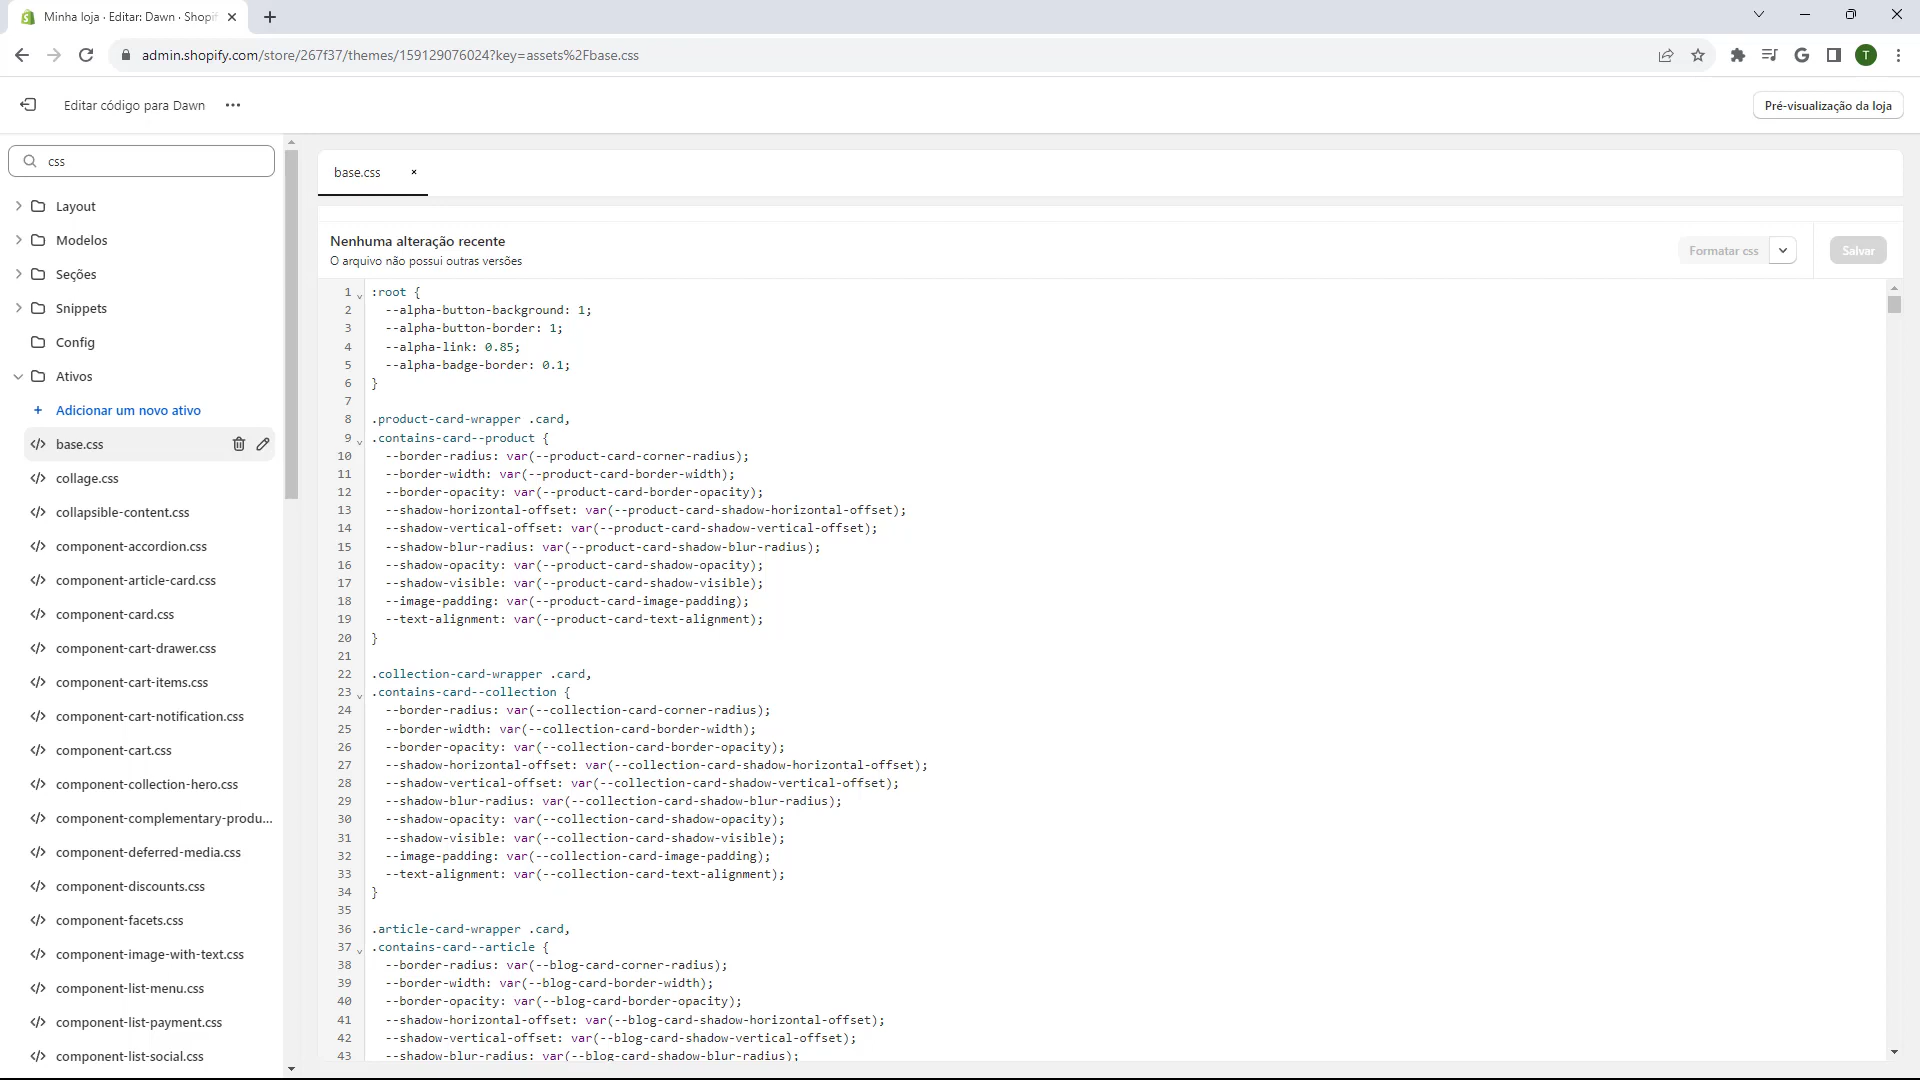 Minha loja · Editar: Dawn · Shopif
admin.shopify.com/store/267f37/themes/159129076024?key=assets%2Fbase.css
T
Editar código para Dawn
Pré-visualização da loja
css
Layout
Modelos
Seções
Snippets
Config
Ativos
+ Adicionar um novo ativo
</> base.css
</> collage.css
</> collapsible-content.css
</> component-accordion.css
</> component-article-card.css
</> component-card.css
</> component-cart-drawer.css
</> component-cart-items.css
</> component-cart-notification.css
</> component-cart.css
</> component-collection-hero.css
</> component-complementary-produ...
</> component-deferred-media.css
</> component-discounts.css
</> component-facets.css
</> component-image-with-text.css
</> component-list-menu.css
</> component-list-payment.css
</> component-list-social.css
base.css
Nenhuma alteração recente
O arquivo não possui outras versões
Formatar css
Salvar
1 :root {
2 --alpha-button-background: 1;
3 --alpha-button-border: 1;
4 --alpha-link: 0.85;
5 --alpha-badge-border: 0.1;
6 }
7
8 .product-card-wrapper .card,
9 .contains-card--product {
10 --border-radius: var(--product-card-corner-radius);
11 --border-width: var(--product-card-border-width);
12 --border-opacity: var(--product-card-border-opacity);
13 --shadow-horizontal-offset: var(--product-card-shadow-horizontal-offset);
14 --shadow-vertical-offset: var(--product-card-shadow-vertical-offset);
15 --shadow-blur-radius: var(--product-card-shadow-blur-radius);
16 --shadow-opacity: var(--product-card-shadow-opacity);
17 --shadow-visible: var(--product-card-shadow-visible);
18 --image-padding: var(--product-card-image-padding);
19 --text-alignment: var(--product-card-text-alignment);
20 }
21
22 .collection-card-wrapper .card,
23 .contains-card--collection {
24 --border-radius: var(--collection-card-corner-radius);
25 --border-width: var(--collection-card-border-width);
26 --border-opacity: var(--collection-card-border-opacity);
27 --shadow-horizontal-offset: var(--collection-card-shadow-horizontal-offset);
28 --shadow-vertical-offset: var(--collection-card-shadow-vertical-offset);
29 --shadow-blur-radius: var(--collection-card-shadow-blur-radius);
30 --shadow-opacity: var(--collection-card-shadow-opacity);
31 --shadow-visible: var(--collection-card-shadow-visible);
32 --image-padding: var(--collection-card-image-padding);
33 --text-alignment: var(--collection-card-text-alignment);
34 }
35
36 .article-card-wrapper .card,
37 .contains-card--article {
38 --border-radius: var(--blog-card-corner-radius);
39 --border-width: var(--blog-card-border-width);
40 --border-opacity: var(--blog-card-border-opacity);
41 --shadow-horizontal-offset: var(--blog-card-shadow-horizontal-offset);
42 --shadow-vertical-offset: var(--blog-card-shadow-vertical-offset);
43 --shadow-blur-radius: var(--blog-card-shadow-blur-radius);